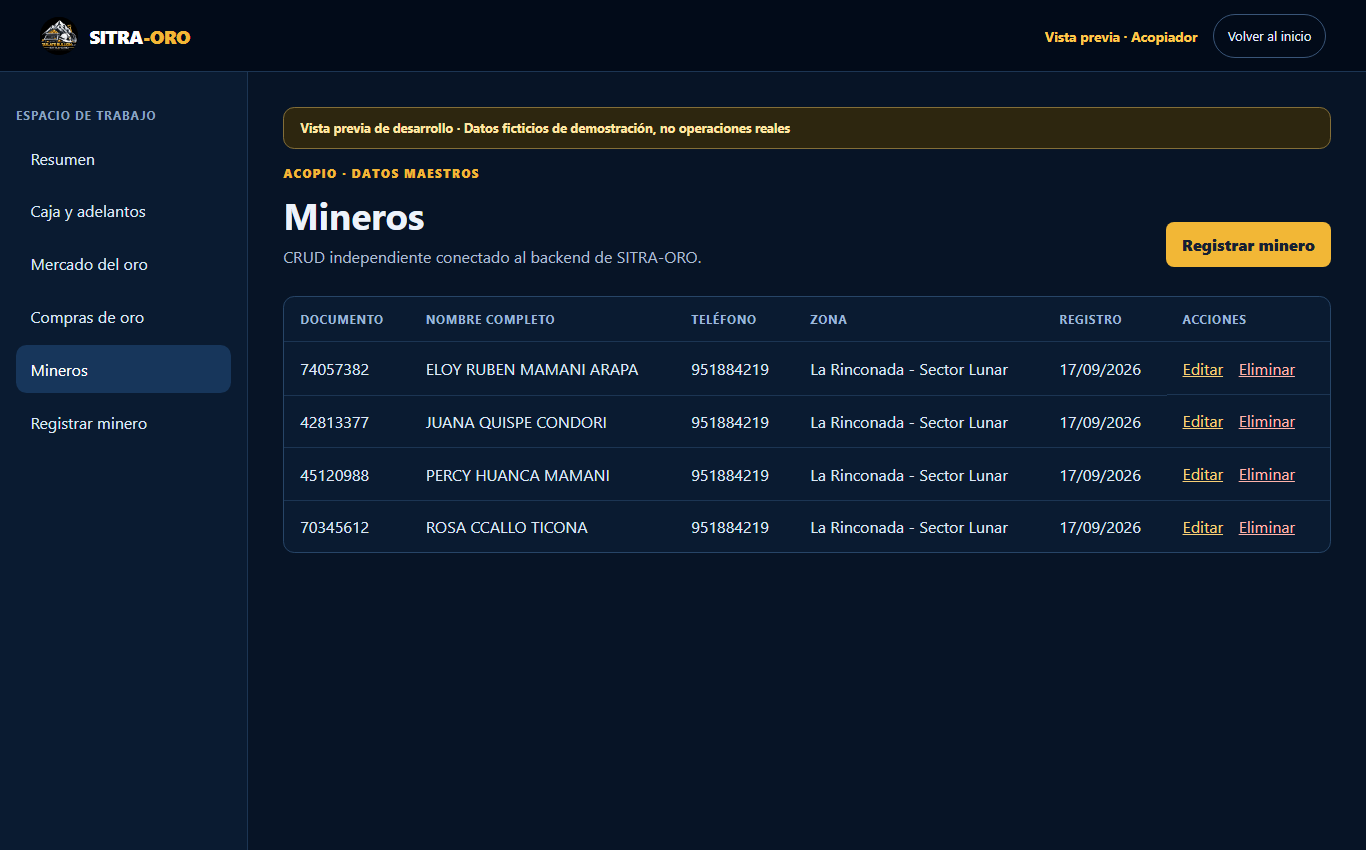 SITRA-ORO
Vista previa · Acopiador
Volver al inicio
ESPACIO DE TRABAJO
Resumen
Caja y adelantos
Mercado del oro
Compras de oro
Mineros
Registrar minero
Vista previa de desarrollo · Datos ficticios de demostración, no operaciones reales
ACOPIO · DATOS MAESTROS
Mineros
CRUD independiente conectado al backend de SITRA-ORO.
Registrar minero
DOCUMENTO NOMBRE COMPLETO TELÉFONO ZONA REGISTRO ACCIONES
74057382 ELOY RUBEN MAMANI ARAPA 951884219 La Rinconada - Sector Lunar 17/09/2026 Editar Eliminar
42813377 JUANA QUISPE CONDORI 951884219 La Rinconada - Sector Lunar 17/09/2026 Editar Eliminar
45120988 PERCY HUANCA MAMANI 951884219 La Rinconada - Sector Lunar 17/09/2026 Editar Eliminar
70345612 ROSA CCALLO TICONA 951884219 La Rinconada - Sector Lunar 17/09/2026 Editar Eliminar